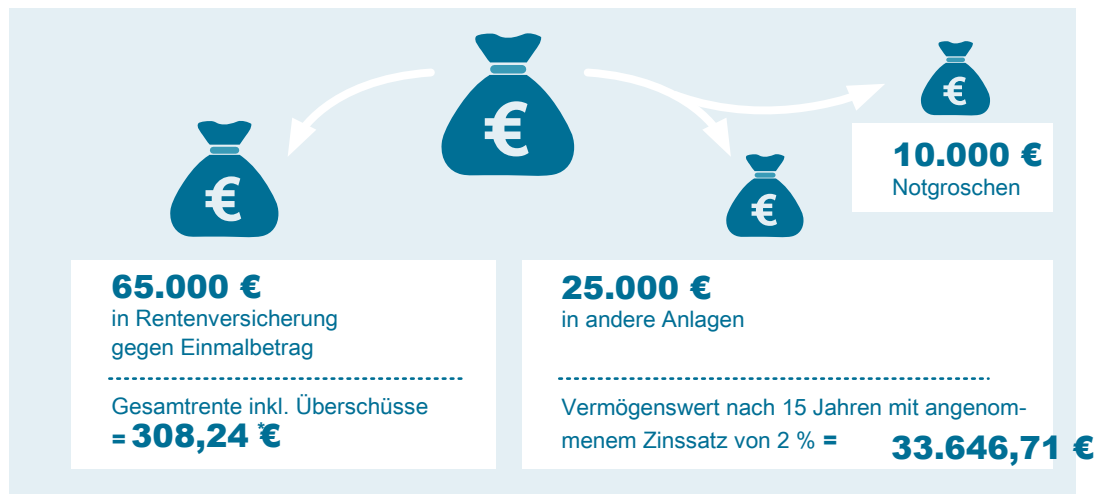 €
€
€
€
10.000 €
Notgroschen
65.000 €
in Rentenversicherung
gegen Einmalbetrag
Gesamtrente inkl. Überschüsse
= 308,24 *€
25.000 €
in andere Anlagen
Vermögenswert nach 15 Jahren mit angenom-
menem Zinssatz von 2 % = 33.646,71 €